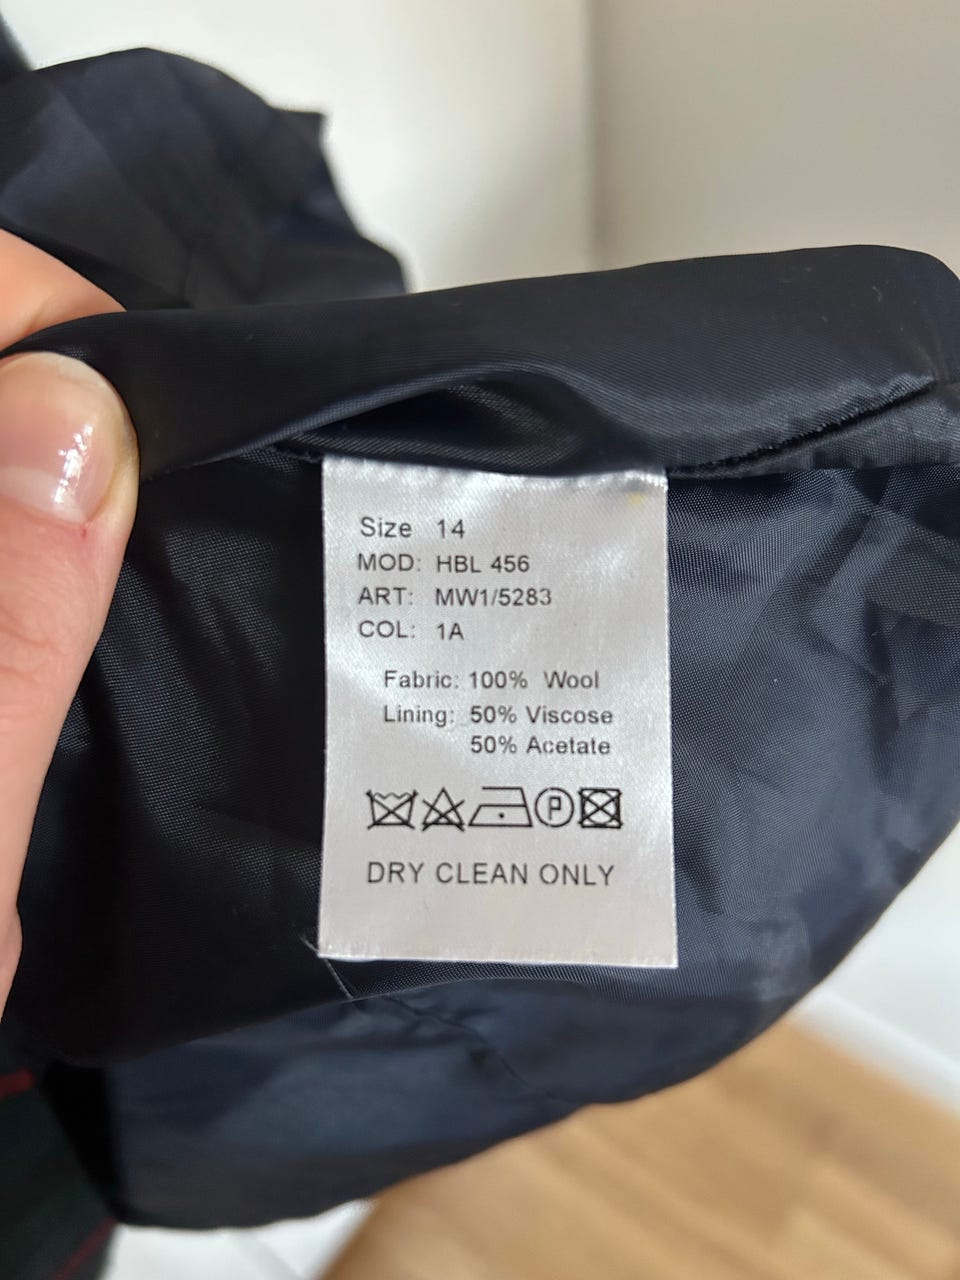 Size 14
MOD: HBL 456
ART: MW1/5283
COL: 1A
Fabric: 100% Wool
Lining: 50% Viscose
50% Acetate
P
DRY CLEAN ONLY